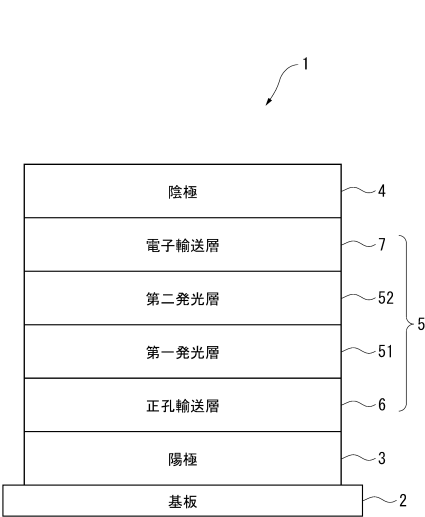 1
陰極 4
電子輸送層 7
第二発光層 52
5
第一発光層 51
正孔輸送層 6
陽極 3
基板 2